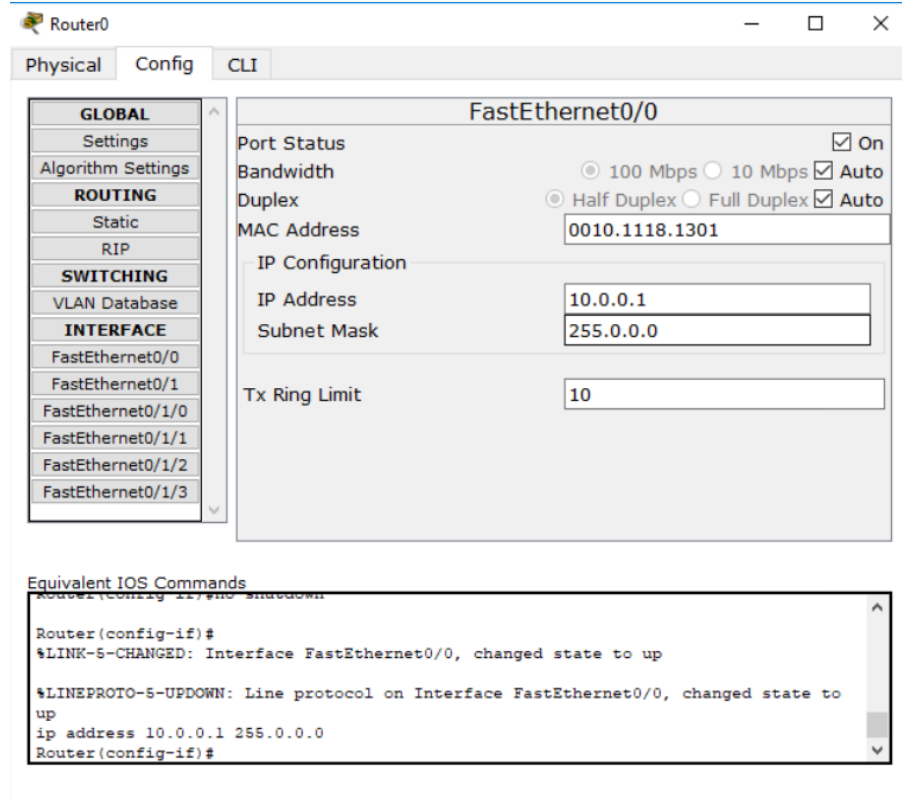 Router0
Physical Config CLI
GLOBAL
Settings
Algorithm Settings
ROUTING
Static
RIP
SWITCHING
VLAN Database
INTERFACE
FastEthernet0/0
FastEthernet0/1
FastEthernet0/1/0
FastEthernet0/1/1
FastEthernet0/1/2
FastEthernet0/1/3
FastEthernet0/0
Port Status On
Bandwidth 100 Mbps 10 Mbps Auto
Duplex Half Duplex Full Duplex Auto
MAC Address 0010.1118.1301
IP Configuration
IP Address 10.0.0.1
Subnet Mask 255.0.0.0
Tx Ring Limit 10
Equivalent IOS Commands
Router(config-if)#no shutdown
Router(config-if)#
%LINK-5-CHANGED: Interface FastEthernet0/0, changed state to up
%LINEPROTO-5-UPDOWN: Line protocol on Interface FastEthernet0/0, changed state to
up
ip address 10.0.0.1 255.0.0.0
Router(config-if)#